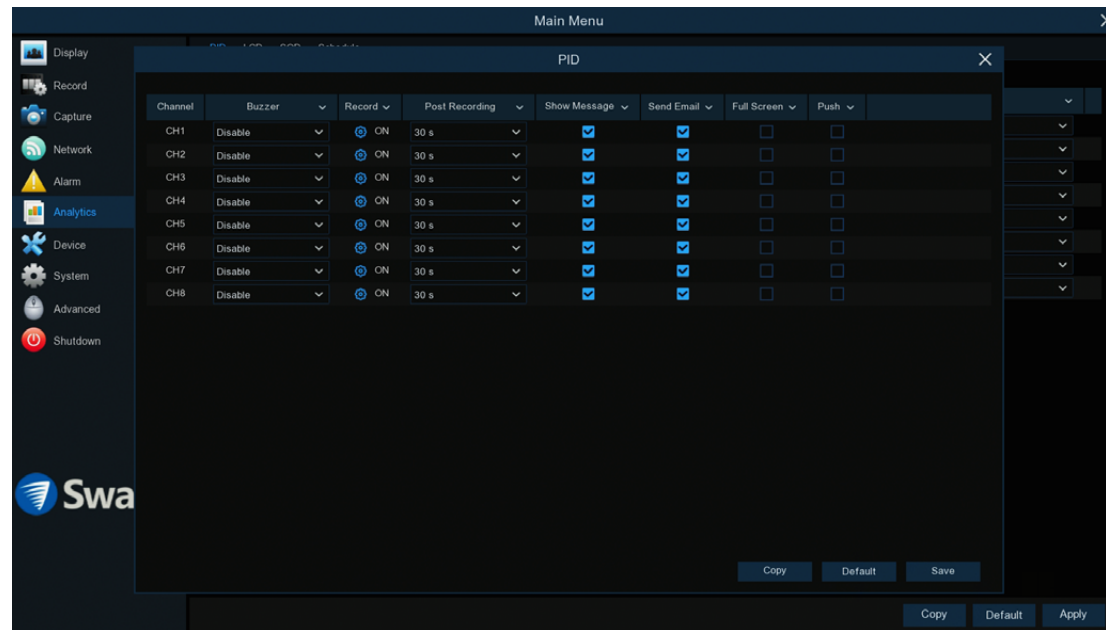 Main Menu
Display
Record
Capture
Network
Alarm
Analytics
Device
System
Advanced
Shutdown
Swa
PID
Channel Buzzer Record Post Recording Show Message Send Email Full Screen Push
CH1 Disable ON 30 s
CH2 Disable ON 30 s
CH3 Disable ON 30 s
CH4 Disable ON 30 s
CH5 Disable ON 30 s
CH6 Disable ON 30 s
CH7 Disable ON 30 s
CH8 Disable ON 30 s
Copy Default Save
Copy Default Apply